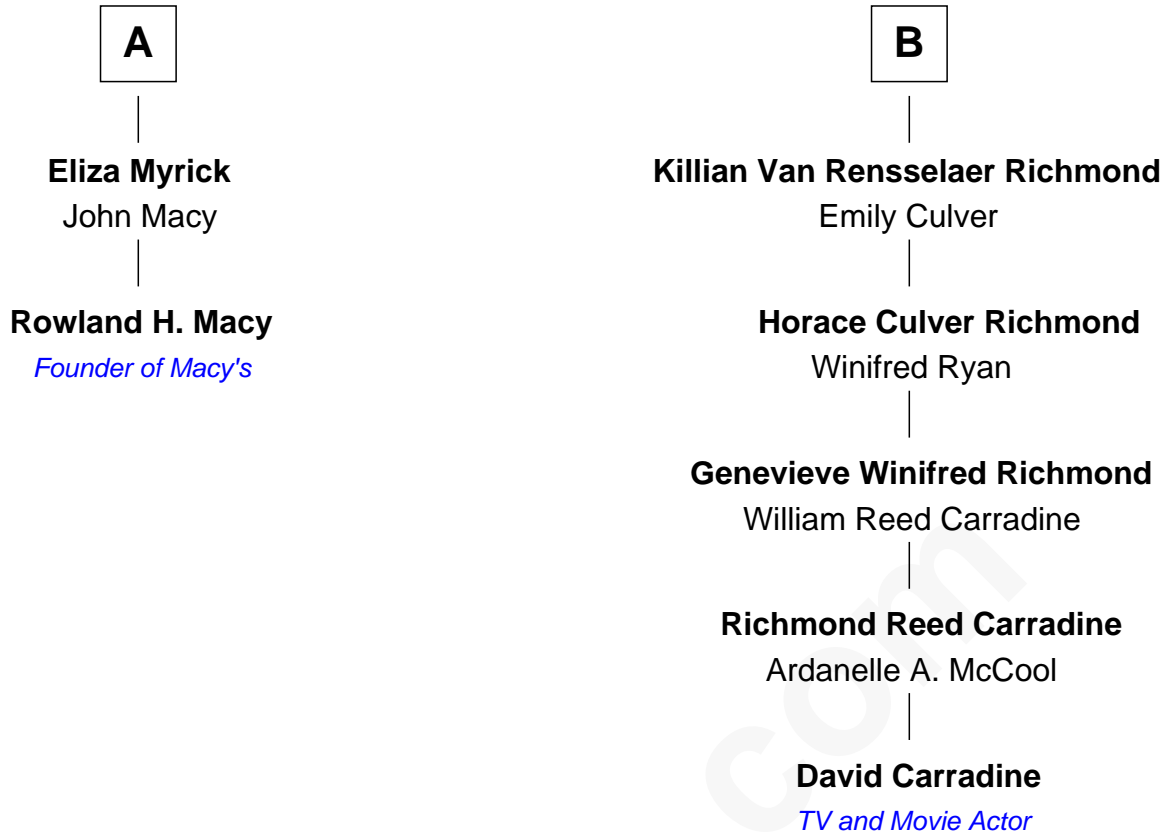 A
Eliza Myrick
John Macy
Rowland H. Macy
Founder of Macy's
B
Killian Van Rensselaer Richmond
Emily Culver
Horace Culver Richmond
Winifred Ryan
Genevieve Winifred Richmond
William Reed Carradine
Richmond Reed Carradine
Ardanelle A. McCool
David Carradine
TV and Movie Actor
com